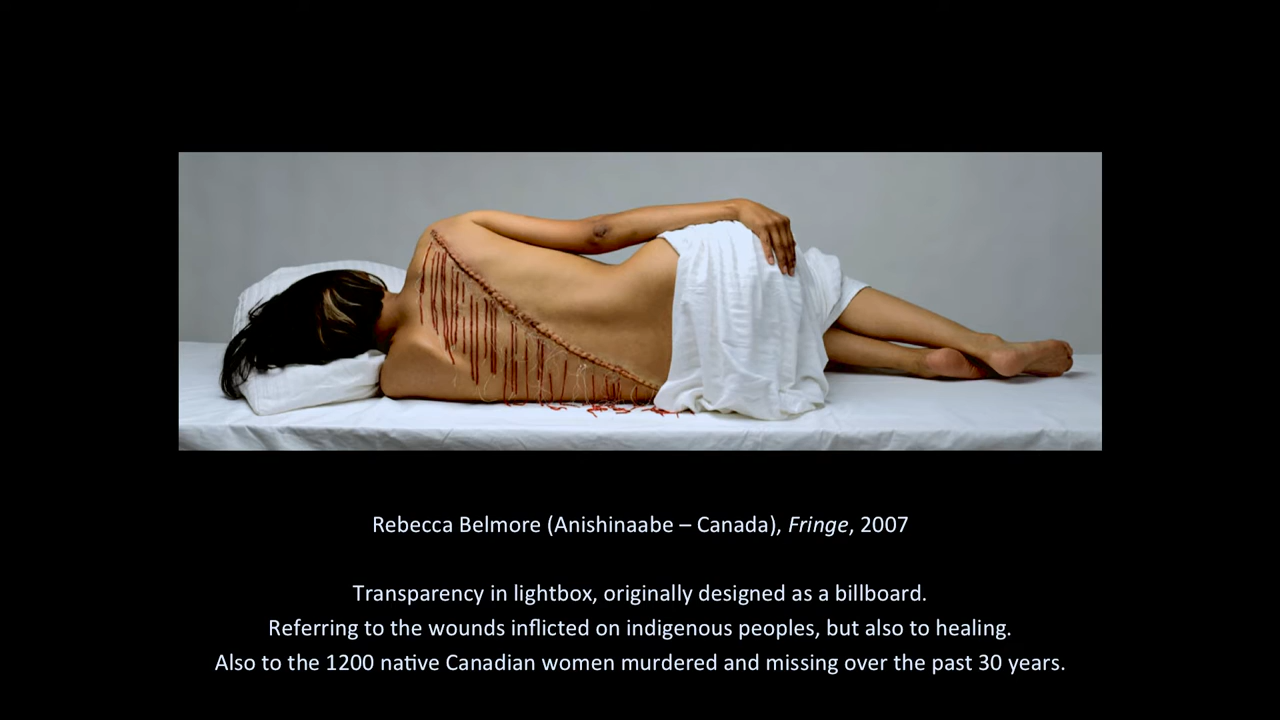 Rebecca Belmore (Anishinaabe – Canada), Fringe, 2007
Transparency in lightbox, originally designed as a billboard.
Referring to the wounds inflicted on indigenous peoples, but also to healing.
Also to the 1200 native Canadian women murdered and missing over the past 30 years.